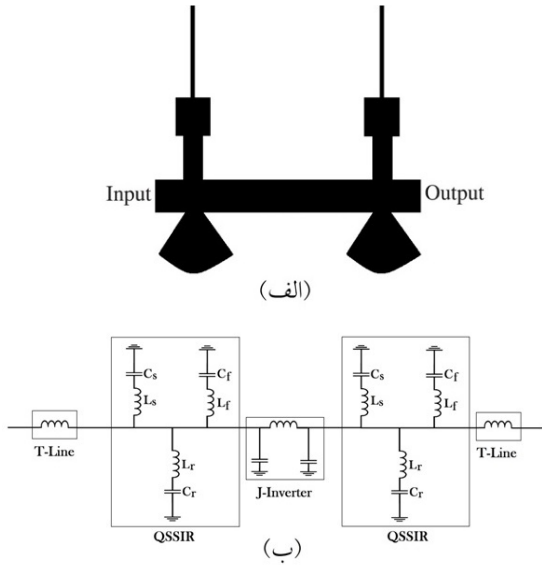 Input Output
(الف)
Cs Cf Cs Cf
Ls Lf Ls Lf
T-Line Lr J-Inverter Lr T-Line
Cr Cr
QSSIR QSSIR
(ب)